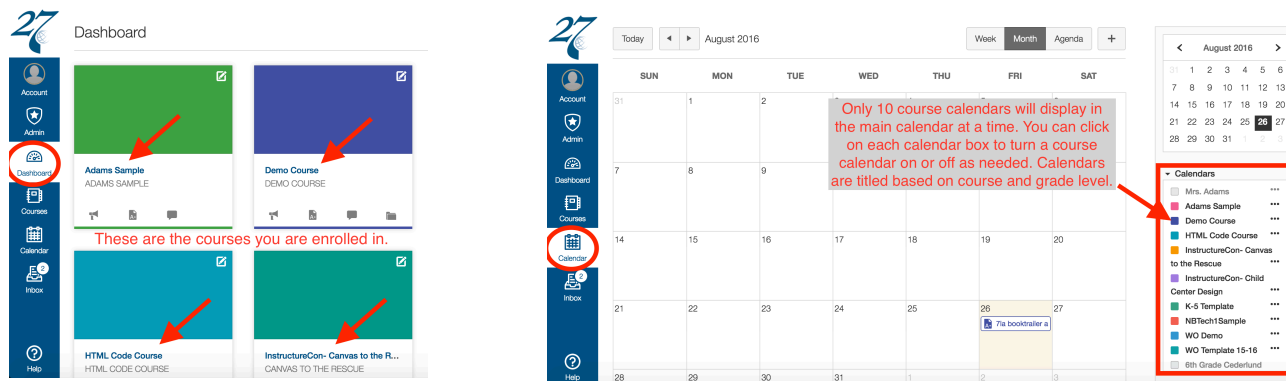 27
Dashboard
Account
Admin
Dashboard
Courses
Calendar
2
Inbox
Help
Adams Sample
ADAMS SAMPLE
Demo Course
DEMO COURSE
These are the courses you are enrolled in.
HTML Code Course
HTML CODE COURSE
InstructureCon- Canvas to the R...
CANVAS TO THE RESCUE
27
Account
Admin
Dashboard
Courses
Calendar
2
Inbox
Help
Today
August 2016
Week Month Agenda +
SUN MON TUE WED THU FRI SAT
31 1 2
Only 10 course calendars will display in
the main calendar at a time. You can click
on each calendar box to turn a course
calendar on or off as needed. Calendars
are titled based on course and grade level.
7 8 9
14 15 16 17 18 19 20
21 22 23 24 25 26 27
7la booktrailer a
28 29 30 31 1 2 3
August 2016
31 1 2 3 4 5 6
7 8 9 10 11 12 13
14 15 16 17 18 19 20
21 22 23 24 25 26 27
28 29 30 31 1 2 3
Calendars
Mrs. Adams
Adams Sample
Demo Course
HTML Code Course
InstructureCon- Canvas
to the Rescue
InstructureCon- Child
Center Design
K-5 Template
NBTech1Sample
WO Demo
WO Template 15-16
6th Grade Cederlund